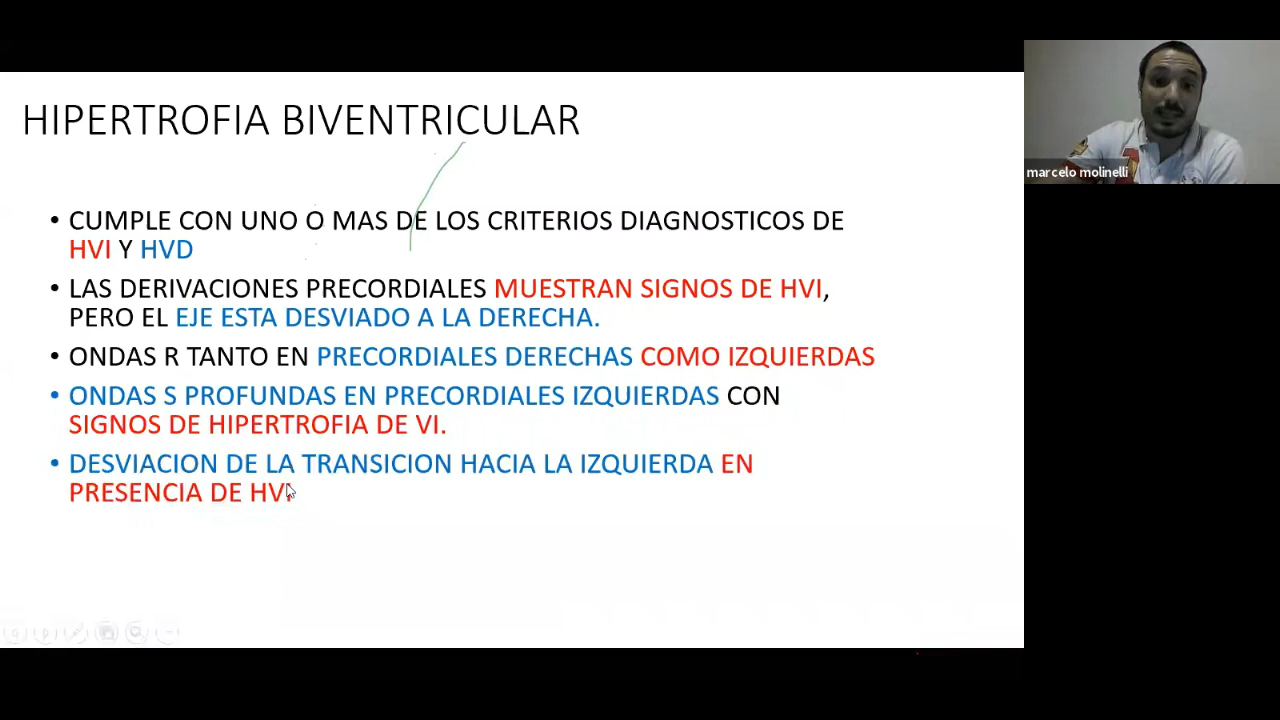 HIPERTROFIA BIVENTRICULAR
• CUMPLE CON UNO O MAS DE LOS CRITERIOS DIAGNOSTICOS DE
HVI Y HVD
• LAS DERIVACIONES PRECORDIALES MUESTRAN SIGNOS DE HVI,
PERO EL EJE ESTA DESVIADO A LA DERECHA.
• ONDAS R TANTO EN PRECORDIALES DERECHAS COMO IZQUIERDAS
• ONDAS S PROFUNDAS EN PRECORDIALES IZQUIERDAS CON
SIGNOS DE HIPERTROFIA DE VI.
• DESVIACION DE LA TRANSICION HACIA LA IZQUIERDA EN
PRESENCIA DE HVI
marcelo molinelli